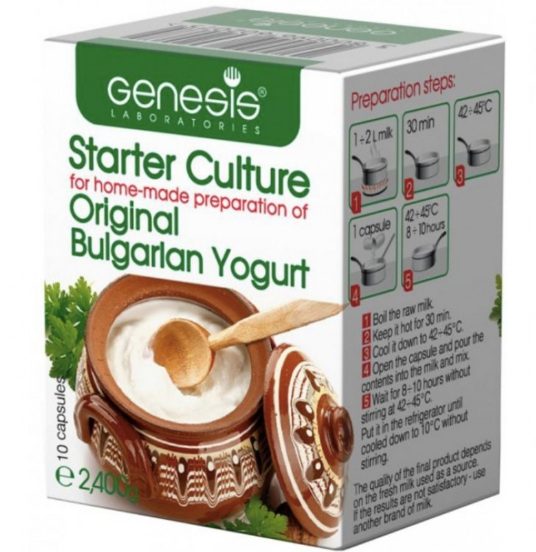 Genesis®
LABORATORIES
Starter Culture
for home-made preparation of
Original
Bulgarian Yogurt
10 capsules
e 2,400g
Preparation steps:
1÷2 L milk
30 min
42÷45°C
1
2
3
1 capsule
42÷45°C
8÷10hours
4
5
1 Boil the raw milk.
2 Keep it hot for 30 min.
3 Cool it down to 42÷45°C.
4 Open the capsule and pour the
contents into the milk and mix.
5 Wait for 8÷10 hours without
stirring at 42÷45°C.
Put it in the refrigerator until
cooled down to 10°C without
stirring.
The quality of the final product depends
on the fresh milk used as a source.
If the results are not satisfactory - use
another brand of milk.